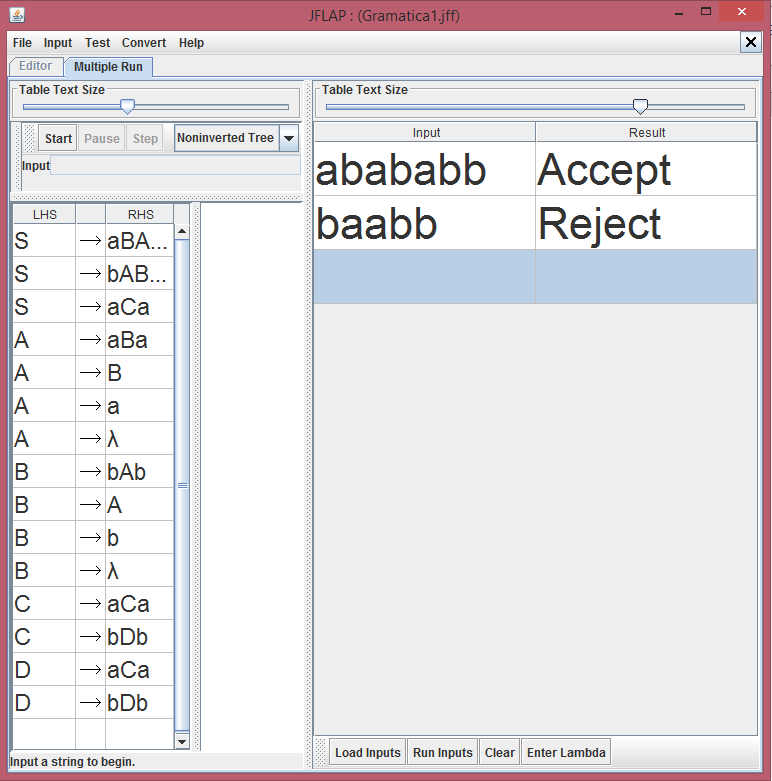 JFLAP : (Gramatica1.jff)
File Input Test Convert Help
Editor Multiple Run
Table Text Size
Start Pause Step Noninverted Tree
Input
LHS RHS
S → aBA...
S → bAB...
S → aCa
A → aBa
A → B
A → a
A → λ
B → bAb
B → A
B → b
B → λ
C → aCa
C → bDb
D → aCa
D → bDb
Input a string to begin.
Table Text Size
Input Result
abababb Accept
baabb Reject
Load Inputs Run Inputs Clear Enter Lambda